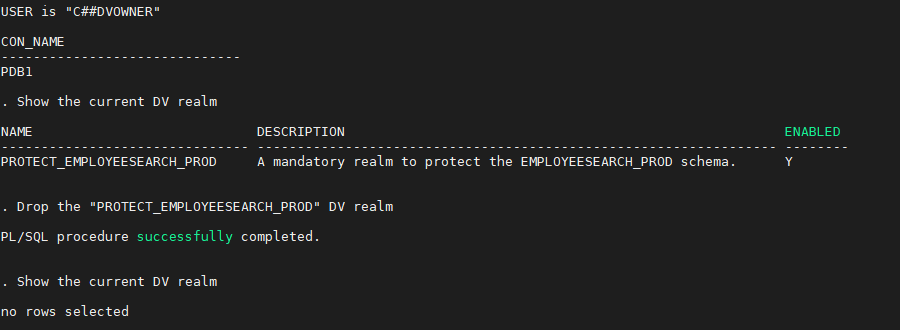 USER is "C##DVOWNER"
CON_NAME
------------------------------
PDB1
. Show the current DV realm
NAME                            DESCRIPTION                                                       ENABLED
------------------------------- ----------------------------------------------------------------- --------
PROTECT_EMPLOYEESEARCH_PROD     A mandatory realm to protect the EMPLOYEESEARCH_PROD schema.      Y
. Drop the "PROTECT_EMPLOYEESEARCH_PROD" DV realm
PL/SQL procedure successfully completed.
. Show the current DV realm
no rows selected